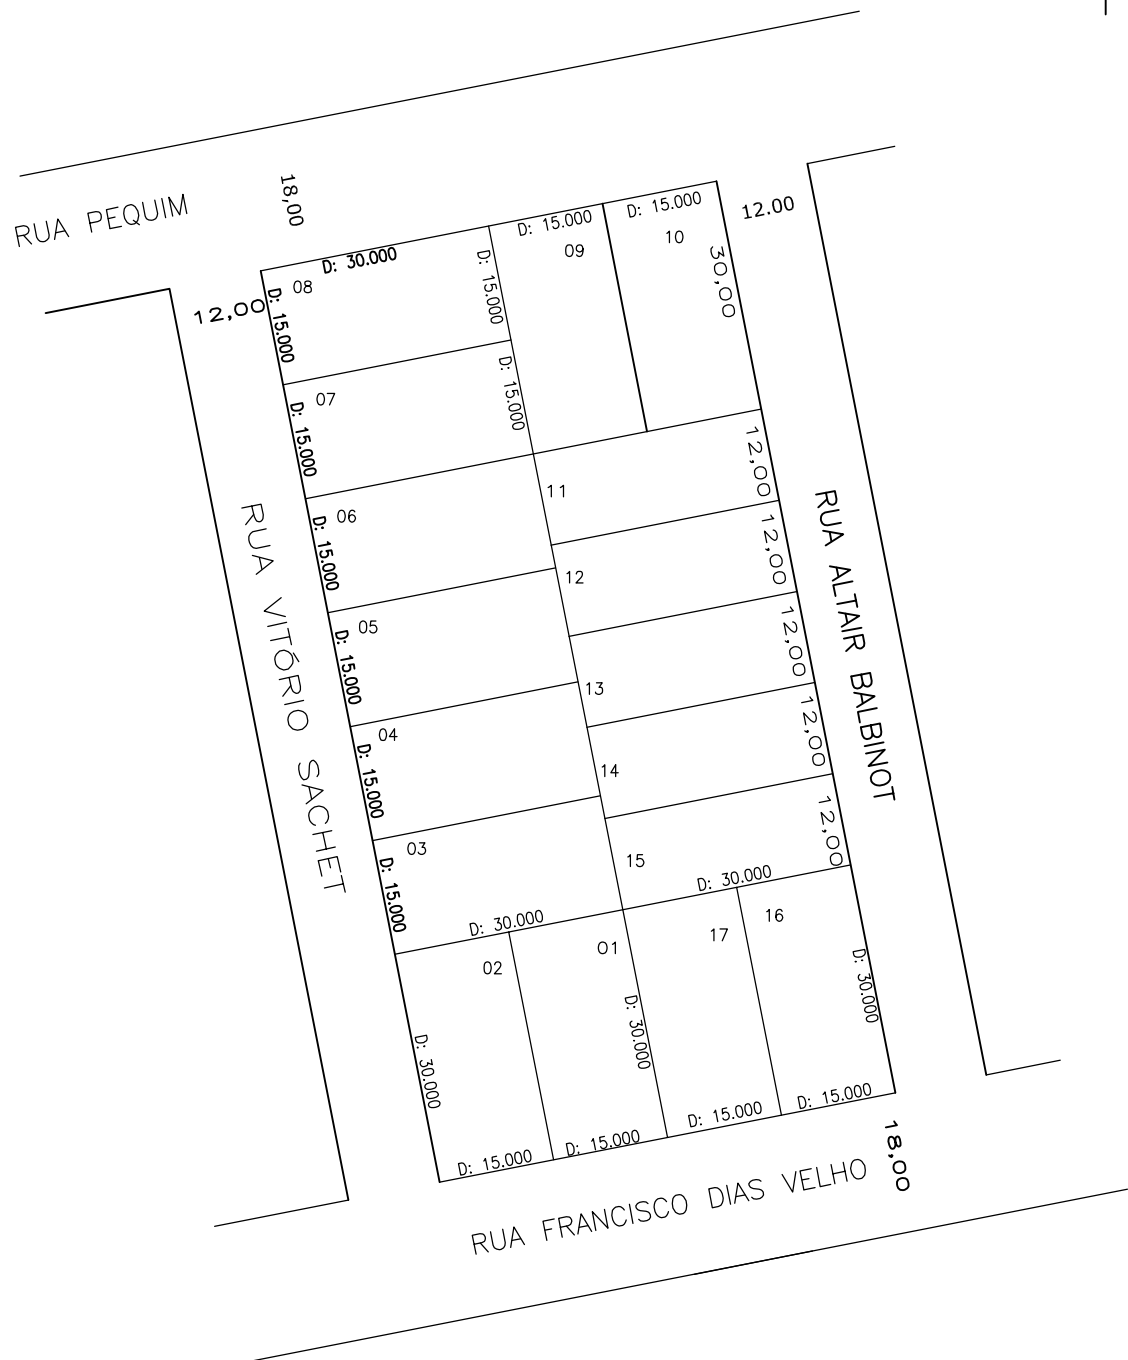 RUA PEQUIM
18,00
12.00
12,00
D: 30.000
D: 15.000
D: 15.000
08
09
10
30,00
D: 15.000
D: 15.000
07
D: 15.000
D: 15.000
06
D: 15.000
05
D: 15.000
04
D: 15.000
03
D: 15.000
D: 30.000
11
12,00
12
12,00
13
12,00
14
12,00
15
12,00
D: 30.000
RUA VITÓRIO SACHET
RUA ALTAIR BALBINOT
02
O1
17
16
D: 30.000
D: 30.000
D: 30.000
D: 15.000
D: 15.000
D: 15.000
D: 15.000
18,00
RUA FRANCISCO DIAS VELHO